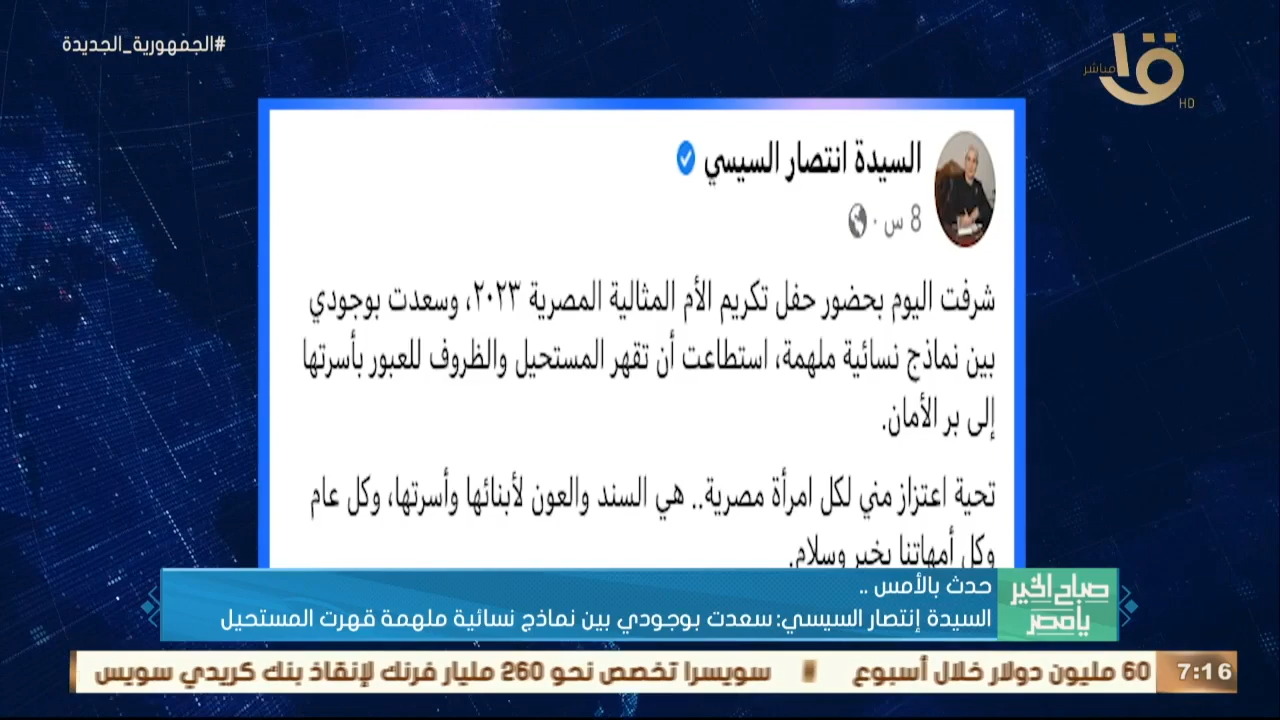 #الجمهورية_الجديدة
مباشر
HD
السيدة انتصار السيسي
8 س ·
شرفت اليوم بحضور حفل تكريم الأم المثالية المصرية ٢٠٢٣، وسعدت بوجودي
بين نماذج نسائية ملهمة، استطاعت أن تقهر المستحيل والظروف للعبور بأسرتها
إلى بر الأمان.
تحية اعتزاز مني لكل امرأة مصرية.. هي السند والعون لأبنائها وأسرتها، وكل عام
وكل أمهاتنا بخير وسلام.
صباح الخير
يا مصر
حدث بالأمس ..
السيدة إنتصار السيسي: سعدت بوجودي بين نماذج نسائية ملهمة قهرت المستحيل
7:16
60 مليون دولار خلال أسبوع
سويسرا تخصص نحو 260 مليار فرنك لإنقاذ بنك كريدي سويس